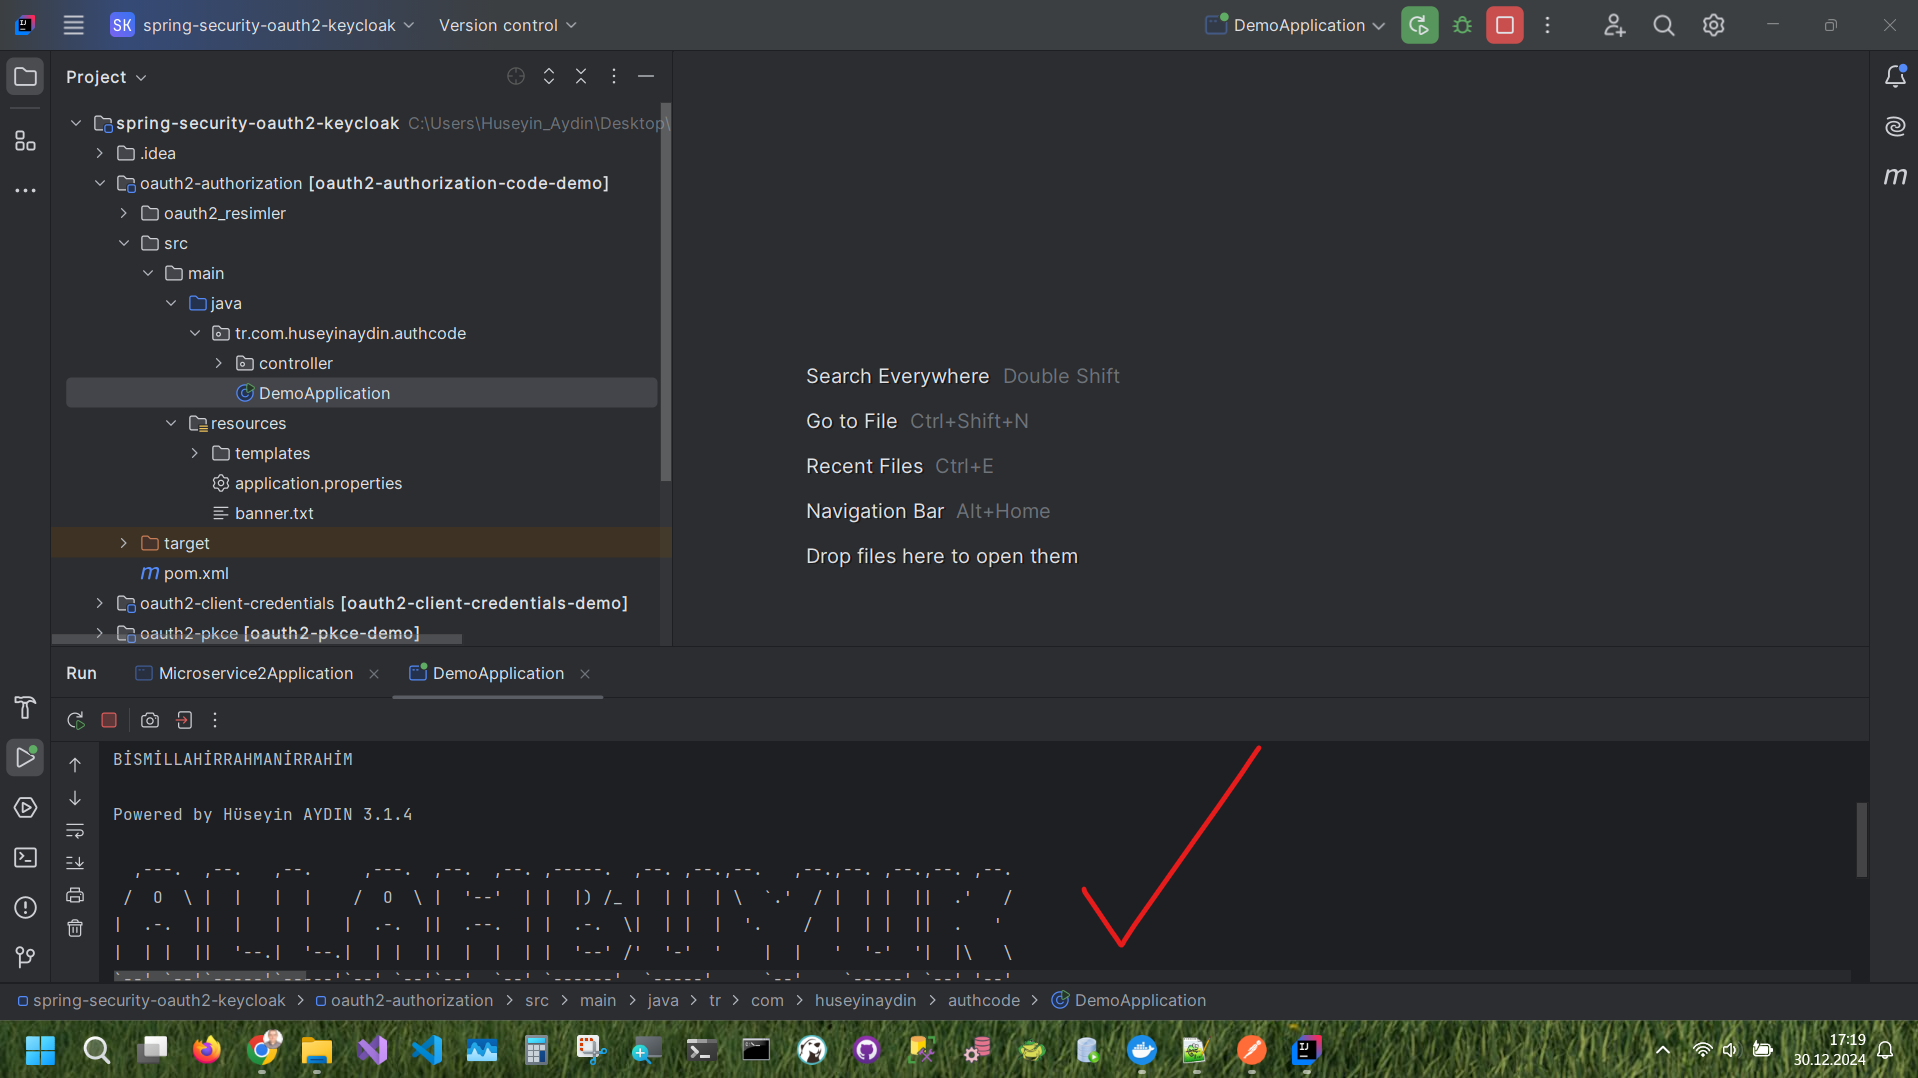 SK spring-security-oauth2-keycloak Version control DemoApplication
Project
spring-security-oauth2-keycloak C:\Users\Huseyin_Aydin\Desktop\
.idea
oauth2-authorization [oauth2-authorization-code-demo]
oauth2_resimler
src
main
java
tr.com.huseyinaydin.authcode
controller
DemoApplication
resources
templates
application.properties
banner.txt
target
m pom.xml
oauth2-client-credentials [oauth2-client-credentials-demo]
oauth2-pkce [oauth2-pkce-demo]
Search Everywhere Double Shift
Go to File Ctrl+Shift+N
Recent Files Ctrl+E
Navigation Bar Alt+Home
Drop files here to open them
m
Run Microservice2Application DemoApplication
BİSMİLLAHİRRAHMANİRRAHİM
Powered by Hüseyin AYDIN 3.1.4
spring-security-oauth2-keycloak > oauth2-authorization > src > main > java > tr > com > huseyinaydin > authcode > DemoApplication
17:19
30.12.2024